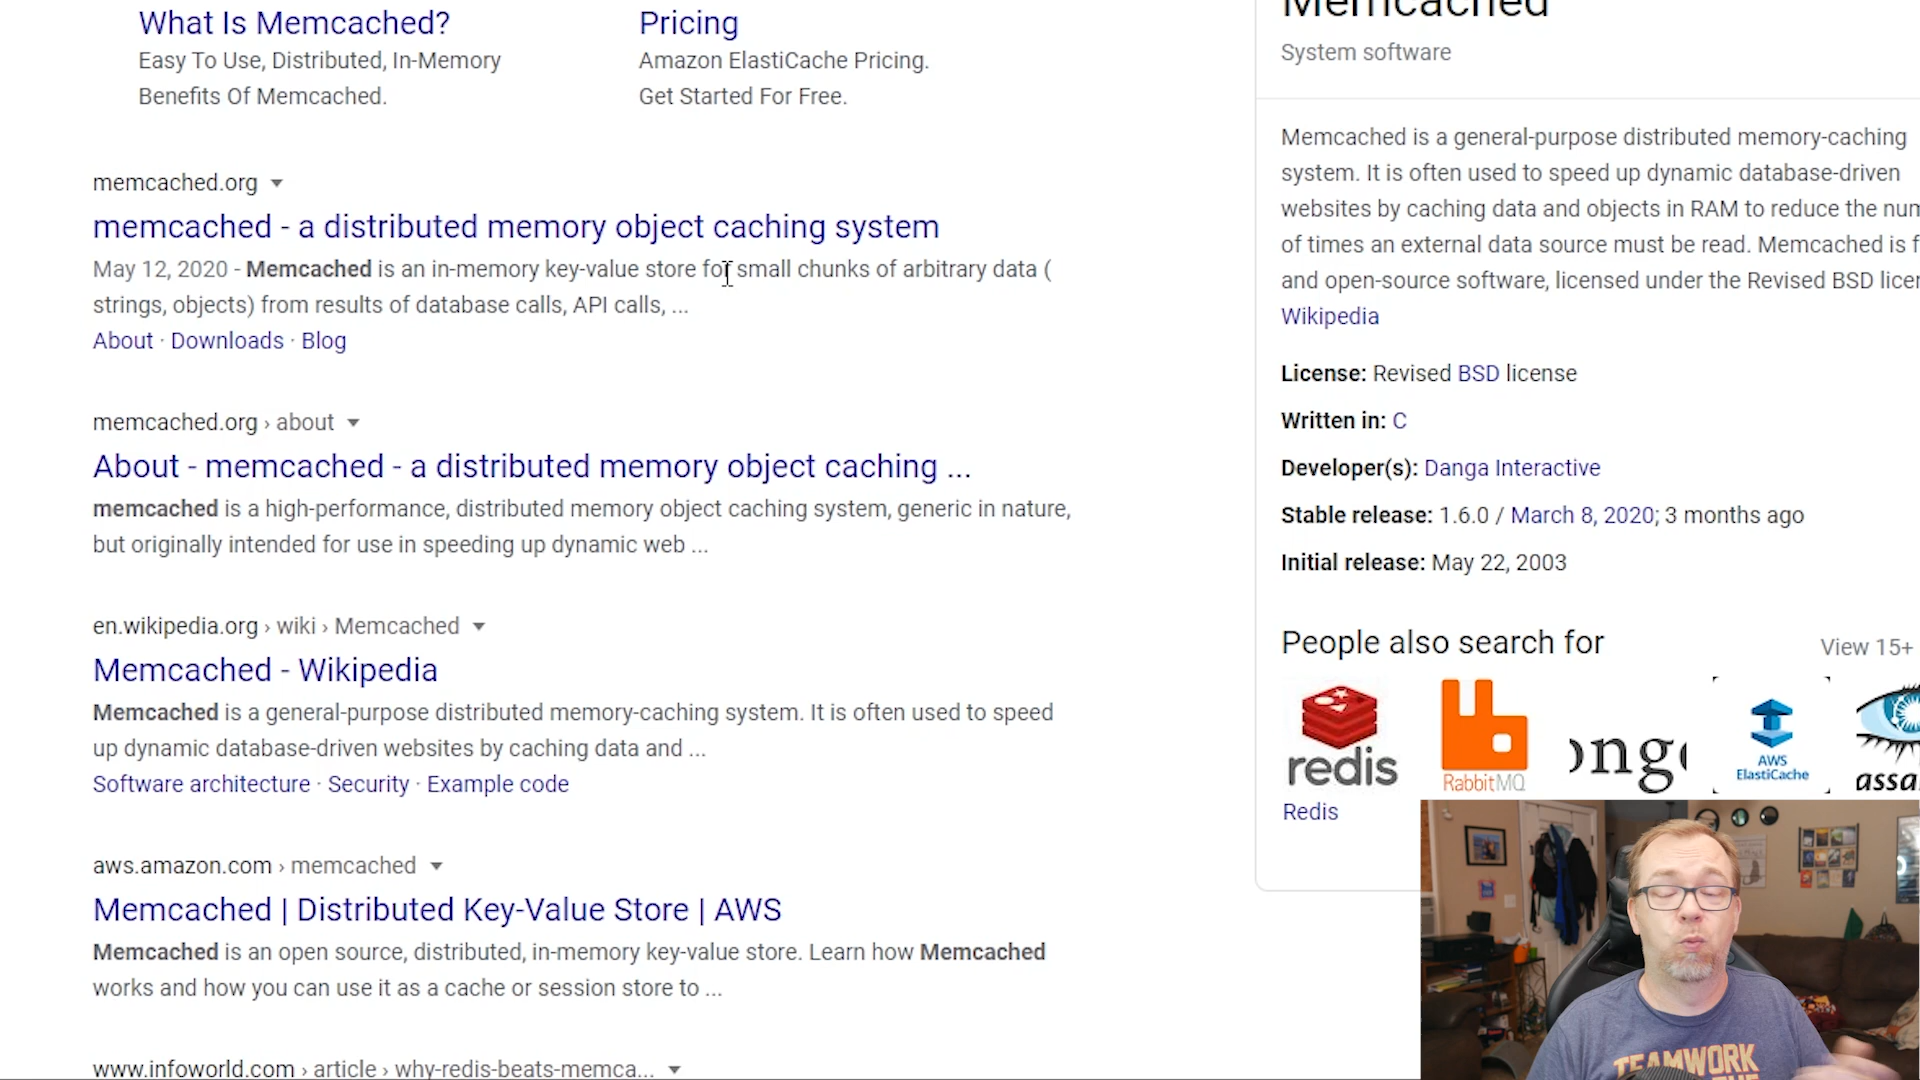 What Is Memcached?
Easy To Use, Distributed, In-Memory
Benefits Of Memcached.
Pricing
Amazon ElastiCache Pricing.
Get Started For Free.
memcached.org
memcached - a distributed memory object caching system
May 12, 2020 - Memcached is an in-memory key-value store for small chunks of arbitrary data (
strings, objects) from results of database calls, API calls, ...
About · Downloads · Blog
memcached.org › about
About - memcached - a distributed memory object caching ...
memcached is a high-performance, distributed memory object caching system, generic in nature,
but originally intended for use in speeding up dynamic web ...
en.wikipedia.org › wiki › Memcached
Memcached - Wikipedia
Memcached is a general-purpose distributed memory-caching system. It is often used to speed
up dynamic database-driven websites by caching data and ...
Software architecture · Security · Example code
aws.amazon.com › memcached
Memcached | Distributed Key-Value Store | AWS
Memcached is an open source, distributed, in-memory key-value store. Learn how Memcached
works and how you can use it as a cache or session store to ...
www.infoworld.com › article › why-redis-beats-memca...
Memcached
System software
Memcached is a general-purpose distributed memory-caching
system. It is often used to speed up dynamic database-driven
websites by caching data and objects in RAM to reduce the
of times an external data source must be read. Memcached is
and open-source software, licensed under the Revised BSD
Wikipedia
License: Revised BSD license
Written in: C
Developer(s): Danga Interactive
Stable release: 1.6.0 / March 8, 2020; 3 months ago
Initial release: May 22, 2003
People also search for
View 15+
redis
RabbitMQ
AWS
ElastiCache
Redis
TEAMWORK